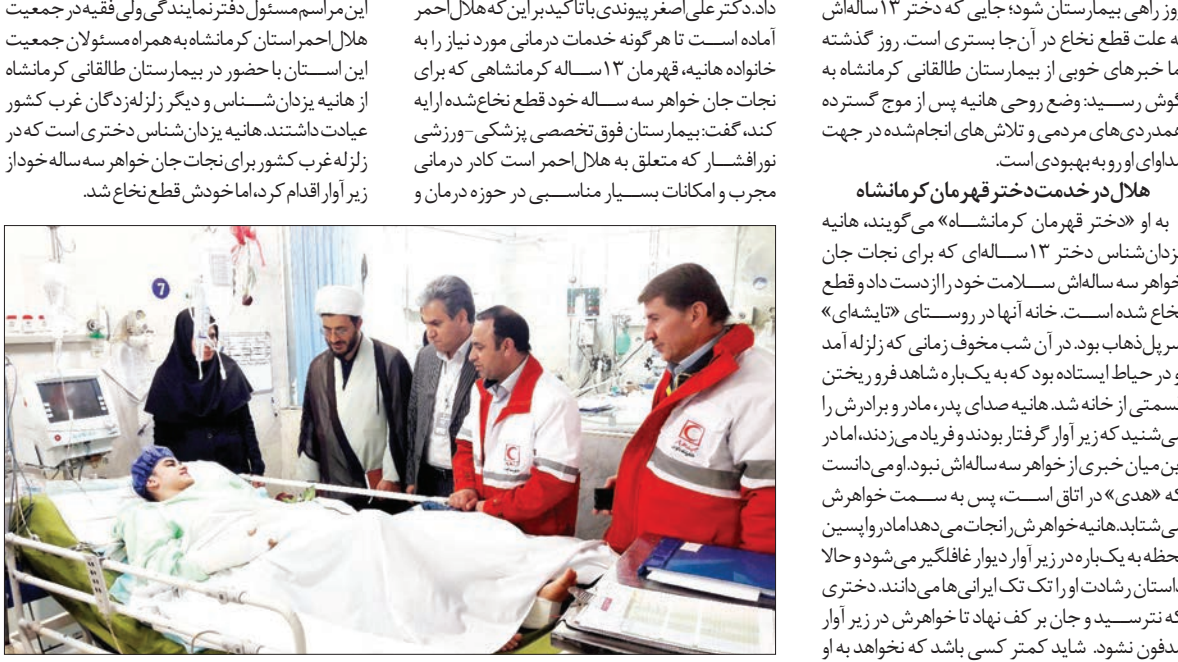 روز راهی بیمارستان شود؛ جایی که دختر ۱۳ساله‌اش
به علت قطع نخاع در آن‌جا بستری است. روز گذشته
اما خبرهای خوبی از بیمارستان طالقانی کرمانشاه به
گوش رسید: وضع روحی هانیه پس از موج گسترده
همدردی‌های مردمی و تلاش‌های انجام‌شده در جهت
مداوای او رو به بهبودی است.
هلال در خدمت دختر قهرمان کرمانشاه
به او «دختر قهرمان کرمانشاه» می‌گویند، هانیه
یزدان‌شناس دختر ۱۳ساله‌ای که برای نجات جان
خواهر سه ساله‌اش سلامت خود را از دست داد و قطع
نخاع شده است. خانه آنها در روستای «تایشه‌ای»
سرپل‌ذهاب بود. در آن شب مخوف زمانی که زلزله آمد
او در حیاط ایستاده بود که به یک‌باره شاهد فرو ریختن
قسمتی از خانه شد. هانیه صدای پدر، مادر و برادرش را
می‌شنید که زیر آوار گرفتار بودند و فریاد می‌زدند، اما در
این میان خبری از خواهر سه ساله‌اش نبود. او می‌دانست
که «هدی» در اتاق است، پس به سمت خواهرش
می‌شتابد. هانیه خواهرش را نجات می‌دهد اما در واپسین
لحظه به یک‌باره در زیر آوار دیوار غافلگیر می‌شود و حالا
داستان رشادت او را تک تک ایرانی‌ها می‌دانند. دختری
که نترسید و جان بر کف نهاد تا خواهرش در زیر آوار
مدفون نشود. شاید کمتر کسی باشد که نخواهد به او
داد. دکتر علی‌اصغر پیوندی با تأکید بر این که هلال‌احمر
آماده است تا هرگونه خدمات درمانی مورد نیاز را به
خانواده هانیه، قهرمان ۱۳ساله کرمانشاهی که برای
نجات جان خواهر سه ساله خود قطع نخاع‌شده ارایه
کند، گفت: بیمارستان فوق‌تخصصی پزشکی-ورزشی
نورافشار که متعلق به هلال‌احمر است کادر درمانی
مجرب و امکانات بسیار مناسبی در حوزه درمان و
این مراسم مسئول دفتر نمایندگی ولی فقیه در جمعیت
هلال‌احمر استان کرمانشاه به همراه مسئولان جمعیت
این استان با حضور در بیمارستان طالقانی کرمانشاه
از هانیه یزدان‌شناس و دیگر زلزله‌زدگان غرب کشور
عیادت داشتند. هانیه یزدان‌شناس دختری است که در
زلزله غرب کشور برای نجات جان خواهر سه ساله خود از
زیر آوار اقدام کرد، اما خودش قطع نخاع شد.
7